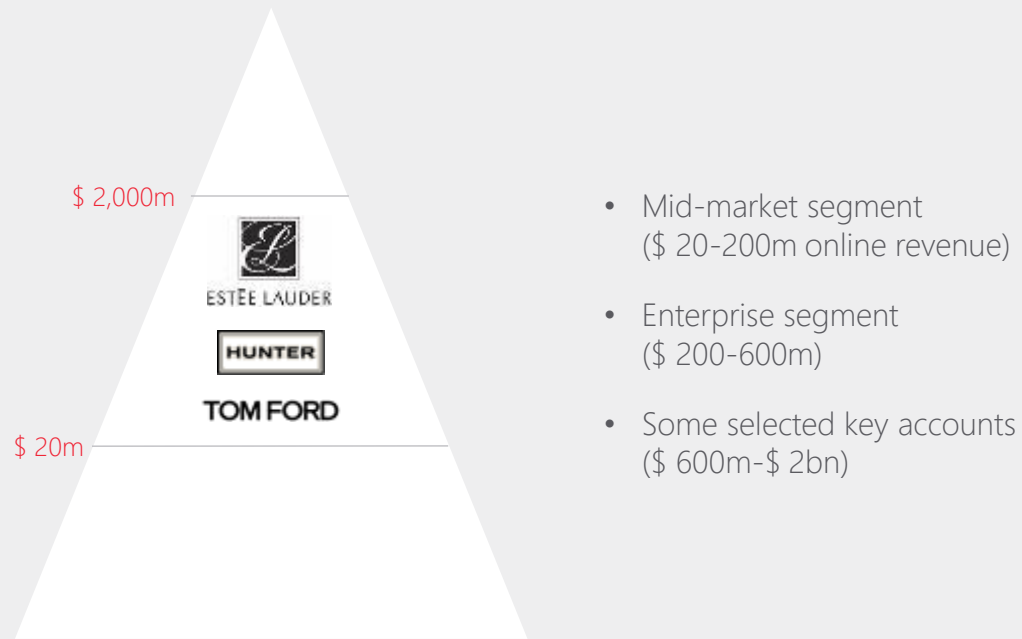 $ 2,000m
ESTĒE LAUDER
HUNTER
TOM FORD
$ 20m
• Mid-market segment
($ 20-200m online revenue)
• Enterprise segment
($ 200-600m)
• Some selected key accounts
($ 600m-$ 2bn)